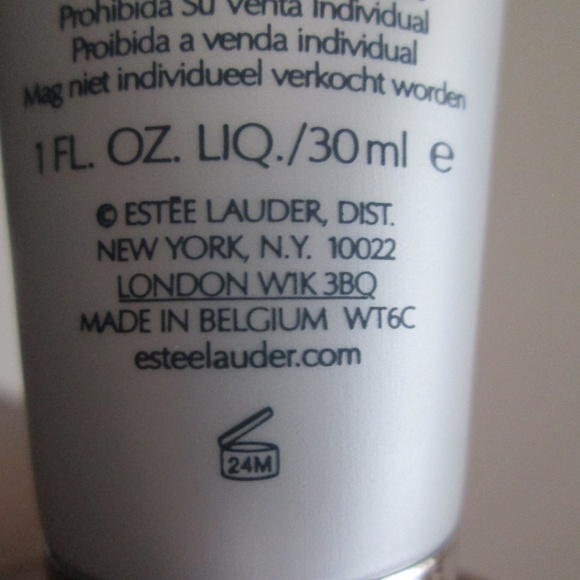 Prohibida Su Venta Individual
Proibida a venda individual
Mag niet individueel verkocht worden
1 FL. OZ. LIQ./30 ml e
© ESTĒE LAUDER, DIST.
NEW YORK, N.Y. 10022
LONDON W1K 3BQ
MADE IN BELGIUM WT6C
esteelauder.com
24M